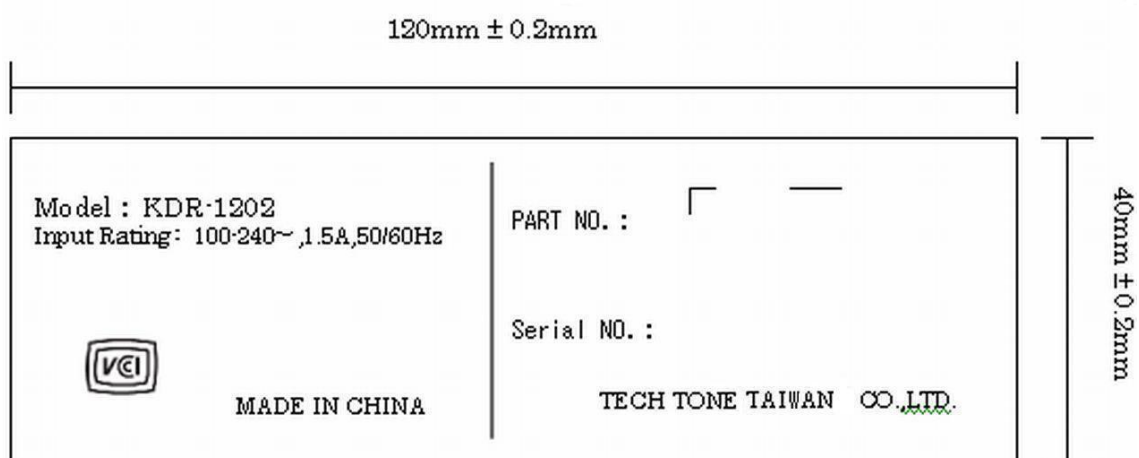 120mm ± 0.2mm
Model : KDR-1202
Input Rating: 100-240~ ,1.5A,50/60Hz
VCI
MADE IN CHINA
PART NO. :
Serial NO. :
TECH TONE TAIWAN CO.,LTD.
40mm ± 0.2mm